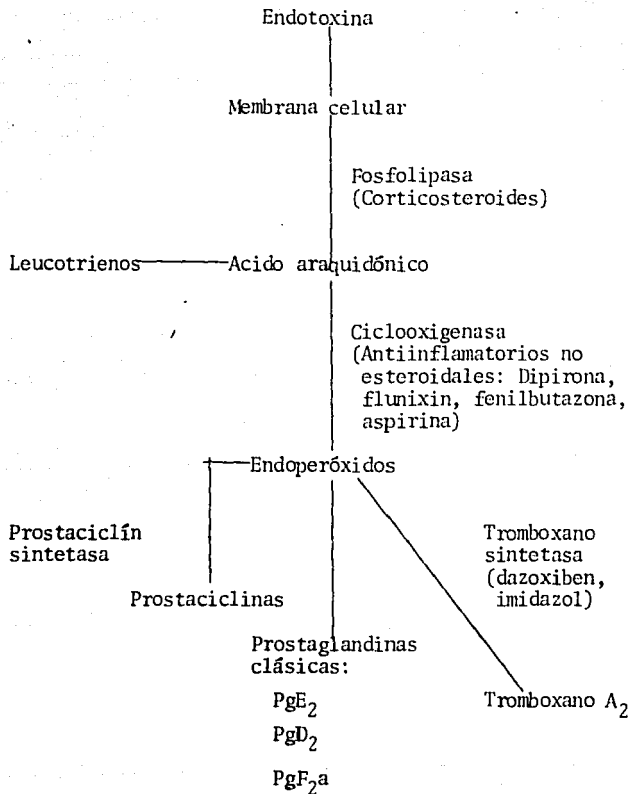 Endotoxina
Membrana celular
Fosfolipasa
(Corticosteroides)
Leucotrienos
Acido araquidónico
Ciclooxigenasa
(Antiinflamatorios no
esteroidales: Dipirona,
flunixin, fenilbutazona,
aspirina)
Endoperóxidos
Prostaciclín
sintetasa
Tromboxano
sintetasa
(dazoxiben,
imidazol)
Prostaciclinas
Prostaglandinas
clásicas:
PgE₂
Tromboxano A₂
PgD₂
PgF₂a